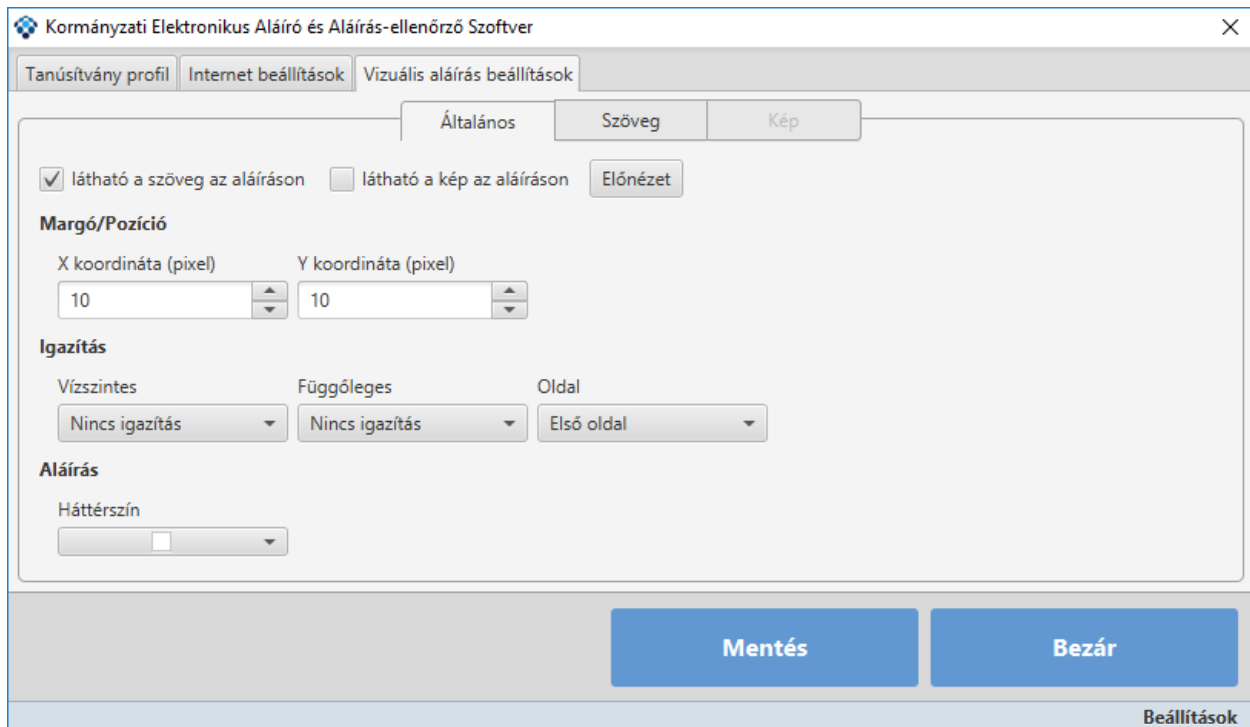 Kormányzati Elektronikus Aláíró és Aláírás-ellenőrző Szoftver
Tanúsítvány profil Internet beállítások Vizuális aláírás beállítások
Általános Szöveg Kép
látható a szöveg az aláíráson látható a kép az aláíráson Előnézet
Margó/Pozíció
X koordináta (pixel) Y koordináta (pixel)
10 10
Igazítás
Vízszintes Függőleges Oldal
Nincs igazítás Nincs igazítás Első oldal
Aláírás
Háttérszín
Mentés Bezár
Beállítások